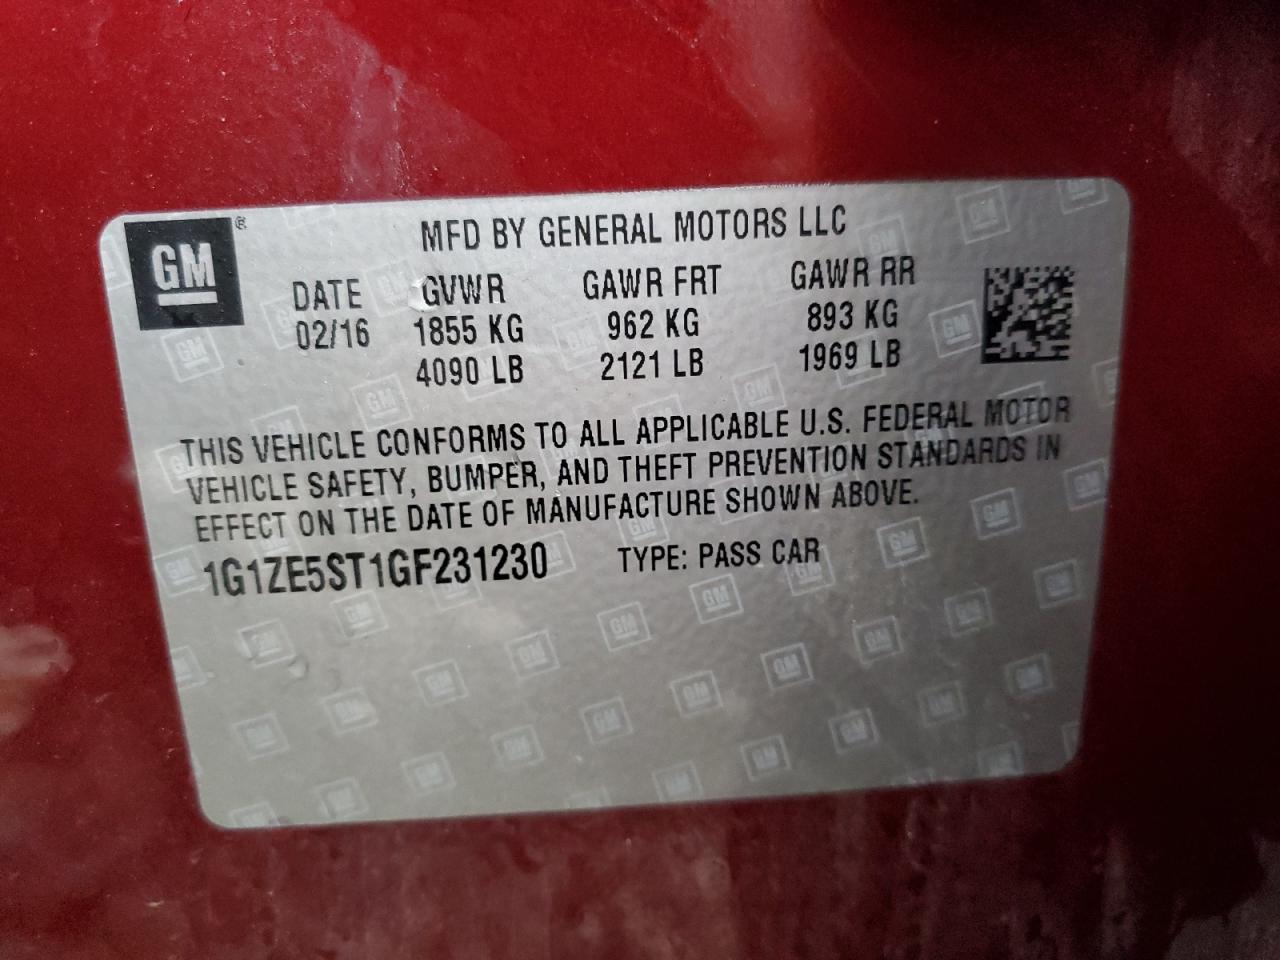 GM®
MFD BY GENERAL MOTORS LLC
DATE GVWR GAWR FRT GAWR RR
02/16 1855 KG 962 KG 893 KG
4090 LB 2121 LB 1969 LB
THIS VEHICLE CONFORMS TO ALL APPLICABLE U.S. FEDERAL MOTOR
VEHICLE SAFETY, BUMPER, AND THEFT PREVENTION STANDARDS IN
EFFECT ON THE DATE OF MANUFACTURE SHOWN ABOVE.
1G1ZE5ST1GF231230 TYPE: PASS CAR